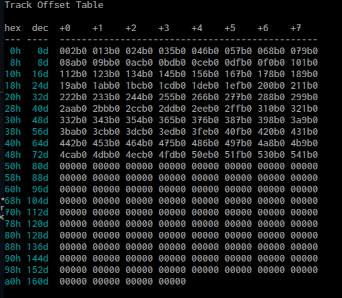 Track Offset Table
hex dec +0 +1 +2 +3 +4 +5 +6 +7
--- ---- ----- ----- ----- ----- ----- ----- ----- -----
0h 0d 002b0 013b0 024b0 035b0 046b0 057b0 068b0 079b0
8h 8d 08ab0 09bb0 0acb0 0bdb0 0ceb0 0dfb0 0f0b0 101b0
10h 16d 112b0 123b0 134b0 145b0 156b0 167b0 178b0 189b0
18h 24d 19ab0 1abb0 1bcb0 1cdb0 1deb0 1efb0 200b0 211b0
20h 32d 222b0 233b0 244b0 255b0 266b0 277b0 288b0 299b0
28h 40d 2aab0 2bbb0 2ccb0 2ddb0 2eeb0 2ffb0 310b0 321b0
30h 48d 332b0 343b0 354b0 365b0 376b0 387b0 398b0 3a9b0
38h 56d 3bab0 3cbb0 3dcb0 3edb0 3feb0 40fb0 420b0 431b0
40h 64d 442b0 453b0 464b0 475b0 486b0 497b0 4a8b0 4b9b0
48h 72d 4cab0 4dbb0 4ecb0 4fdb0 50eb0 51fb0 530b0 541b0
50h 80d 00000 00000 00000 00000 00000 00000 00000 00000
58h 88d 00000 00000 00000 00000 00000 00000 00000 00000
60h 96d 00000 00000 00000 00000 00000 00000 00000 00000
68h 104d 00000 00000 00000 00000 00000 00000 00000 00000
70h 112d 00000 00000 00000 00000 00000 00000 00000 00000
78h 120d 00000 00000 00000 00000 00000 00000 00000 00000
80h 128d 00000 00000 00000 00000 00000 00000 00000 00000
88h 136d 00000 00000 00000 00000 00000 00000 00000 00000
90h 144d 00000 00000 00000 00000 00000 00000 00000 00000
98h 152d 00000 00000 00000 00000 00000 00000 00000 00000
a0h 160d 00000 00000 00000 00000